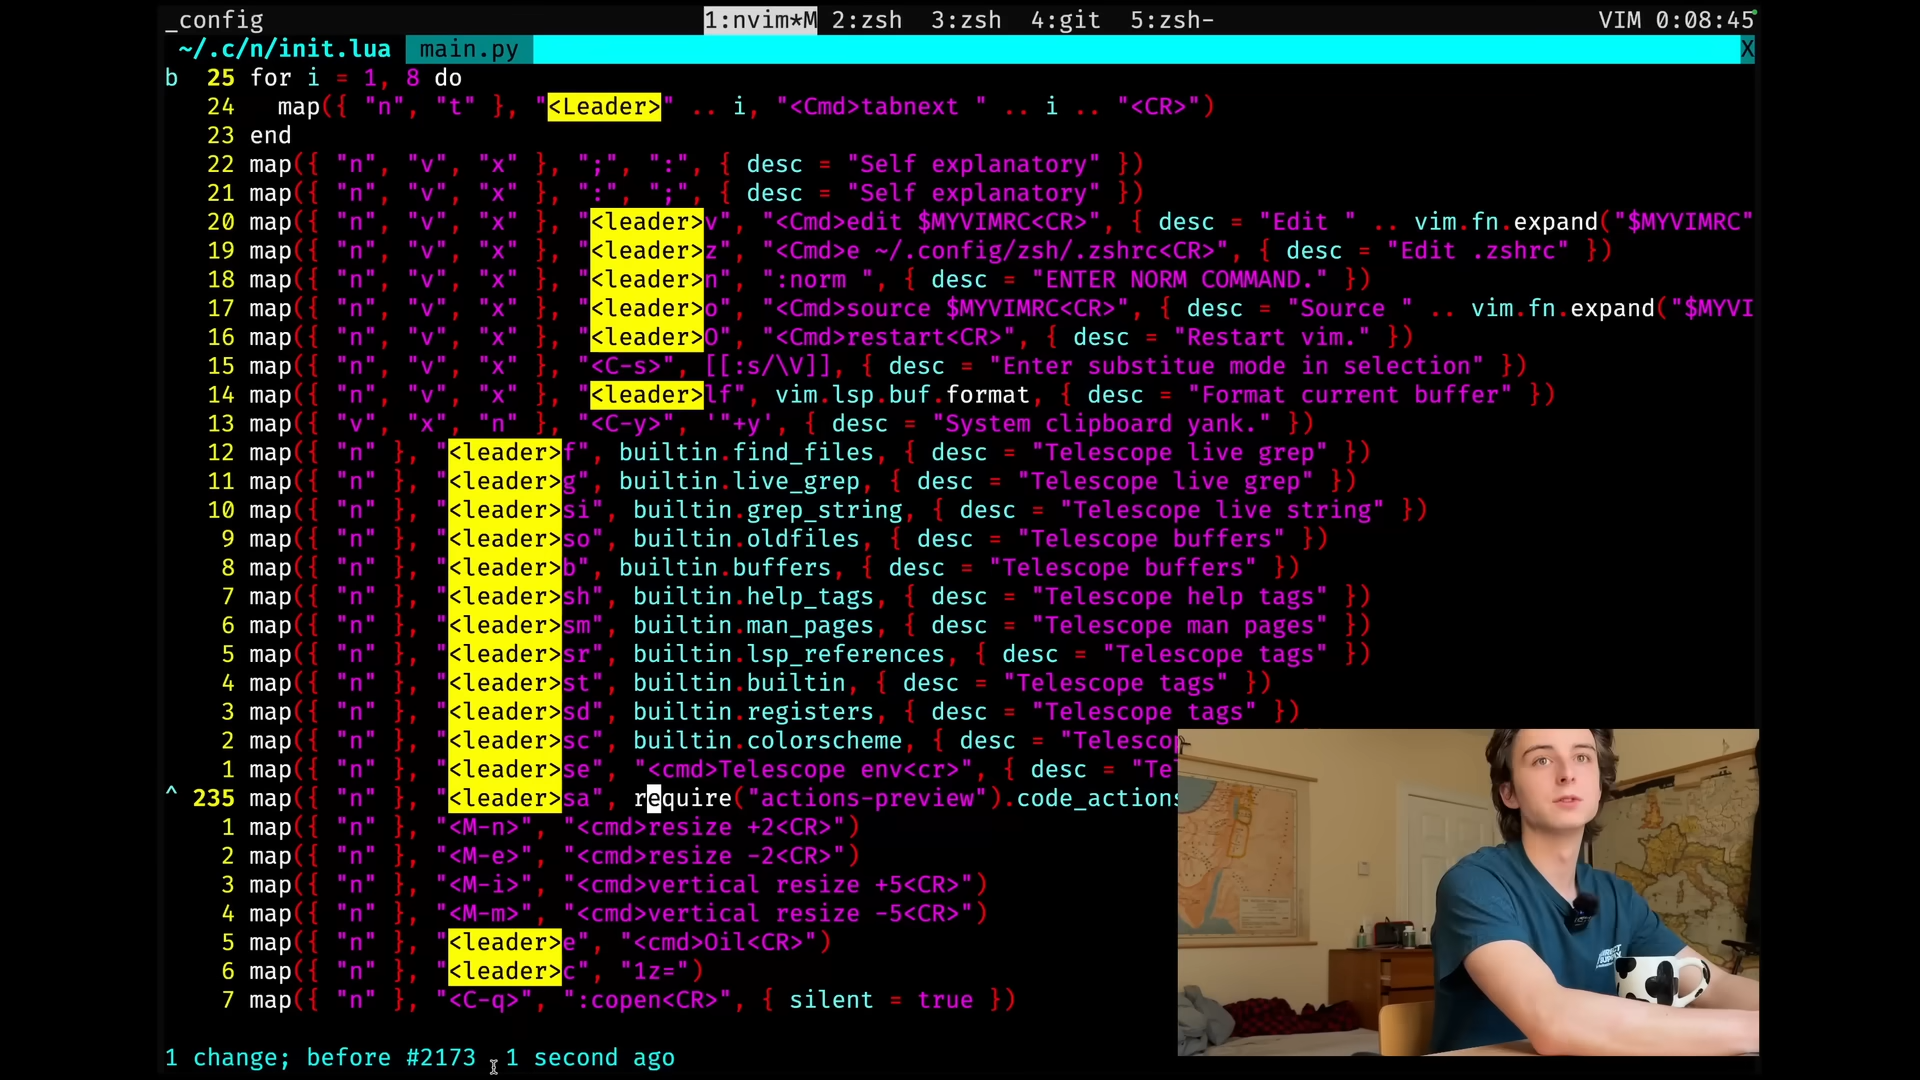 _config 1:nvim*M 2:zsh 3:zsh 4:git 5:zsh- VIM 0:08:45
~/.c/n/init.lua main.py X
b 25 for i = 1, 8 do
24 map({ "n", "t" }, "<Leader>" .. i, "<Cmd>tabnext " .. i .. "<CR>")
23 end
22 map({ "n", "v", "x" }, ";", ":", { desc = "Self explanatory" })
21 map({ "n", "v", "x" }, ":", ";", { desc = "Self explanatory" })
20 map({ "n", "v", "x" }, "<leader>v", "<Cmd>edit $MYVIMRC<CR>", { desc = "Edit " .. vim.fn.expand("$MYVIMRC"
19 map({ "n", "v", "x" }, "<leader>z", "<Cmd>e ~/.config/zsh/.zshrc<CR>", { desc = "Edit .zshrc" })
18 map({ "n", "v", "x" }, "<leader>n", ":norm ", { desc = "ENTER NORM COMMAND." })
17 map({ "n", "v", "x" }, "<leader>o", "<Cmd>source $MYVIMRC<CR>", { desc = "Source " .. vim.fn.expand("$MYVI
16 map({ "n", "v", "x" }, "<leader>O", "<Cmd>restart<CR>", { desc = "Restart vim." })
15 map({ "n", "v", "x" }, "<C-s>", [[:s/\V]], { desc = "Enter substitue mode in selection" })
14 map({ "n", "v", "x" }, "<leader>lf", vim.lsp.buf.format, { desc = "Format current buffer" })
13 map({ "v", "x", "n" }, "<C-y>", '"+y', { desc = "System clipboard yank." })
12 map({ "n" }, "<leader>f", builtin.find_files, { desc = "Telescope live grep" })
11 map({ "n" }, "<leader>g", builtin.live_grep, { desc = "Telescope live grep" })
10 map({ "n" }, "<leader>si", builtin.grep_string, { desc = "Telescope live string" })
9 map({ "n" }, "<leader>so", builtin.oldfiles, { desc = "Telescope buffers" })
8 map({ "n" }, "<leader>b", builtin.buffers, { desc = "Telescope buffers" })
7 map({ "n" }, "<leader>sh", builtin.help_tags, { desc = "Telescope help tags" })
6 map({ "n" }, "<leader>sm", builtin.man_pages, { desc = "Telescope man pages" })
5 map({ "n" }, "<leader>sr", builtin.lsp_references, { desc = "Telescope tags" })
4 map({ "n" }, "<leader>st", builtin.builtin, { desc = "Telescope tags" })
3 map({ "n" }, "<leader>sd", builtin.registers, { desc = "Telescope tags" })
2 map({ "n" }, "<leader>sc", builtin.colorscheme, { desc = "Telescop
1 map({ "n" }, "<leader>se", "<cmd>Telescope env<cr>", { desc = "Te
^ 235 map({ "n" }, "<leader>sa", require("actions-preview").code_actions
1 map({ "n" }, "<M-n>", "<cmd>resize +2<CR>")
2 map({ "n" }, "<M-e>", "<cmd>resize -2<CR>")
3 map({ "n" }, "<M-i>", "<cmd>vertical resize +5<CR>")
4 map({ "n" }, "<M-m>", "<cmd>vertical resize -5<CR>")
5 map({ "n" }, "<leader>e", "<cmd>Oil<CR>")
6 map({ "n" }, "<leader>c", "1z=")
7 map({ "n" }, "<C-q>", ":copen<CR>", { silent = true })
1 change; before #2173 1 second ago